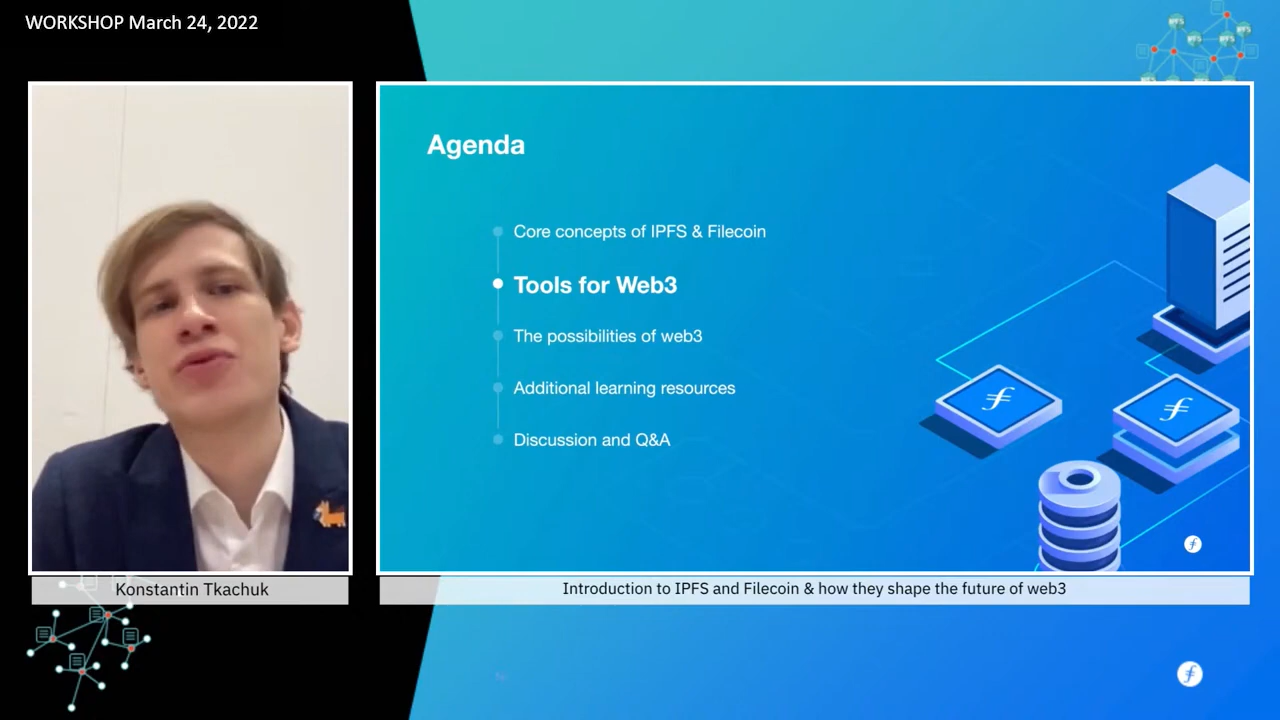 WORKSHOP March 24, 2022
Agenda
Core concepts of IPFS & Filecoin
Tools for Web3
The possibilities of web3
Additional learning resources
Discussion and Q&A
Konstantin Tkachuk
Introduction to IPFS and Filecoin & how they shape the future of web3